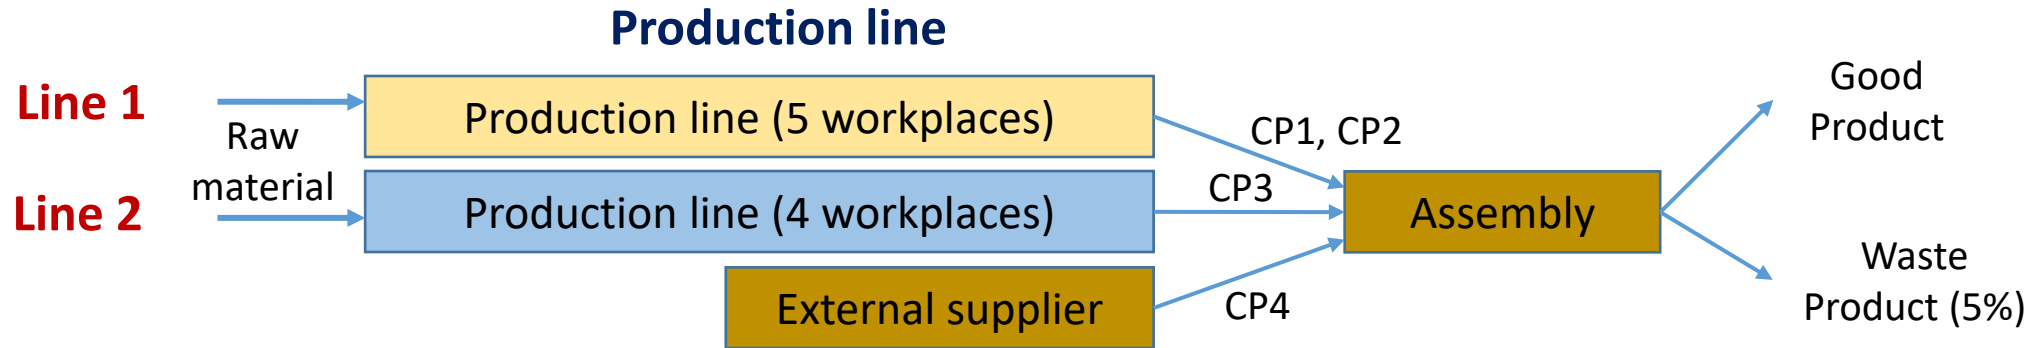 Production line
Line 1
Raw
material
Line 2
Production line (5 workplaces)
Production line (4 workplaces)
External supplier
CP1, CP2
CP3
CP4
Assembly
Good
Product
Waste
Product (5%)